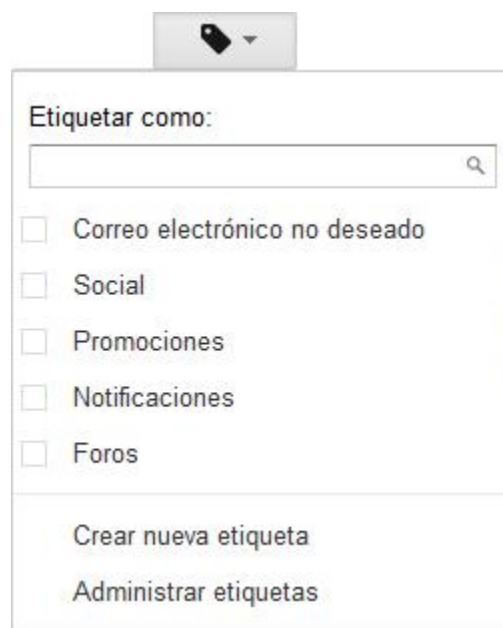 Etiquetar como:
Correo electrónico no deseado
Social
Promociones
Notificaciones
Foros
Crear nueva etiqueta
Administrar etiquetas